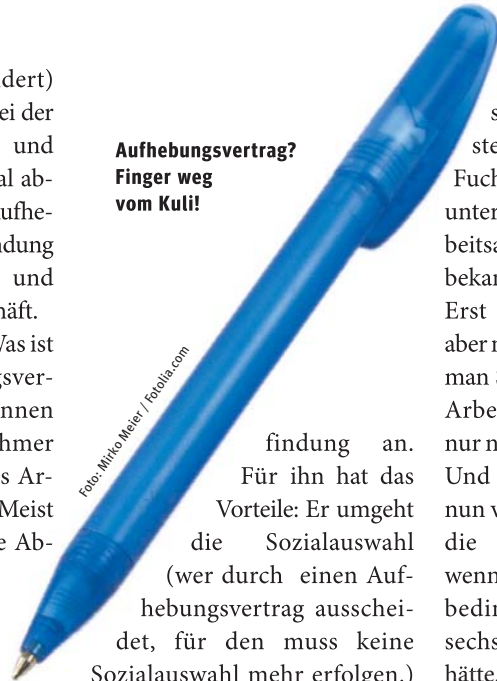 dert)
ei der
und
al ab-
ufhe-
ndung
und
häft.
Was ist
gsver-
nnen
hmer
s Ar-
Meist
e Ab-
Aufhebungsvertrag?
Finger weg
vom Kuli!
Foto: Mirko Meier / Fotolia.com
findung an.
Für ihn hat das
Vorteile: Er umgeht
die Sozialauswahl
(wer durch einen Auf-
hebungsvertrag ausschei-
det, für den muss keine
Sozialauswahl mehr erfolgen.)
s
ste
Fuch
unter
beitsa
bekan
Erst
aber n
man
Arbe
nur n
Und
nun v
die
wenn
bedin
sechs
hätte,